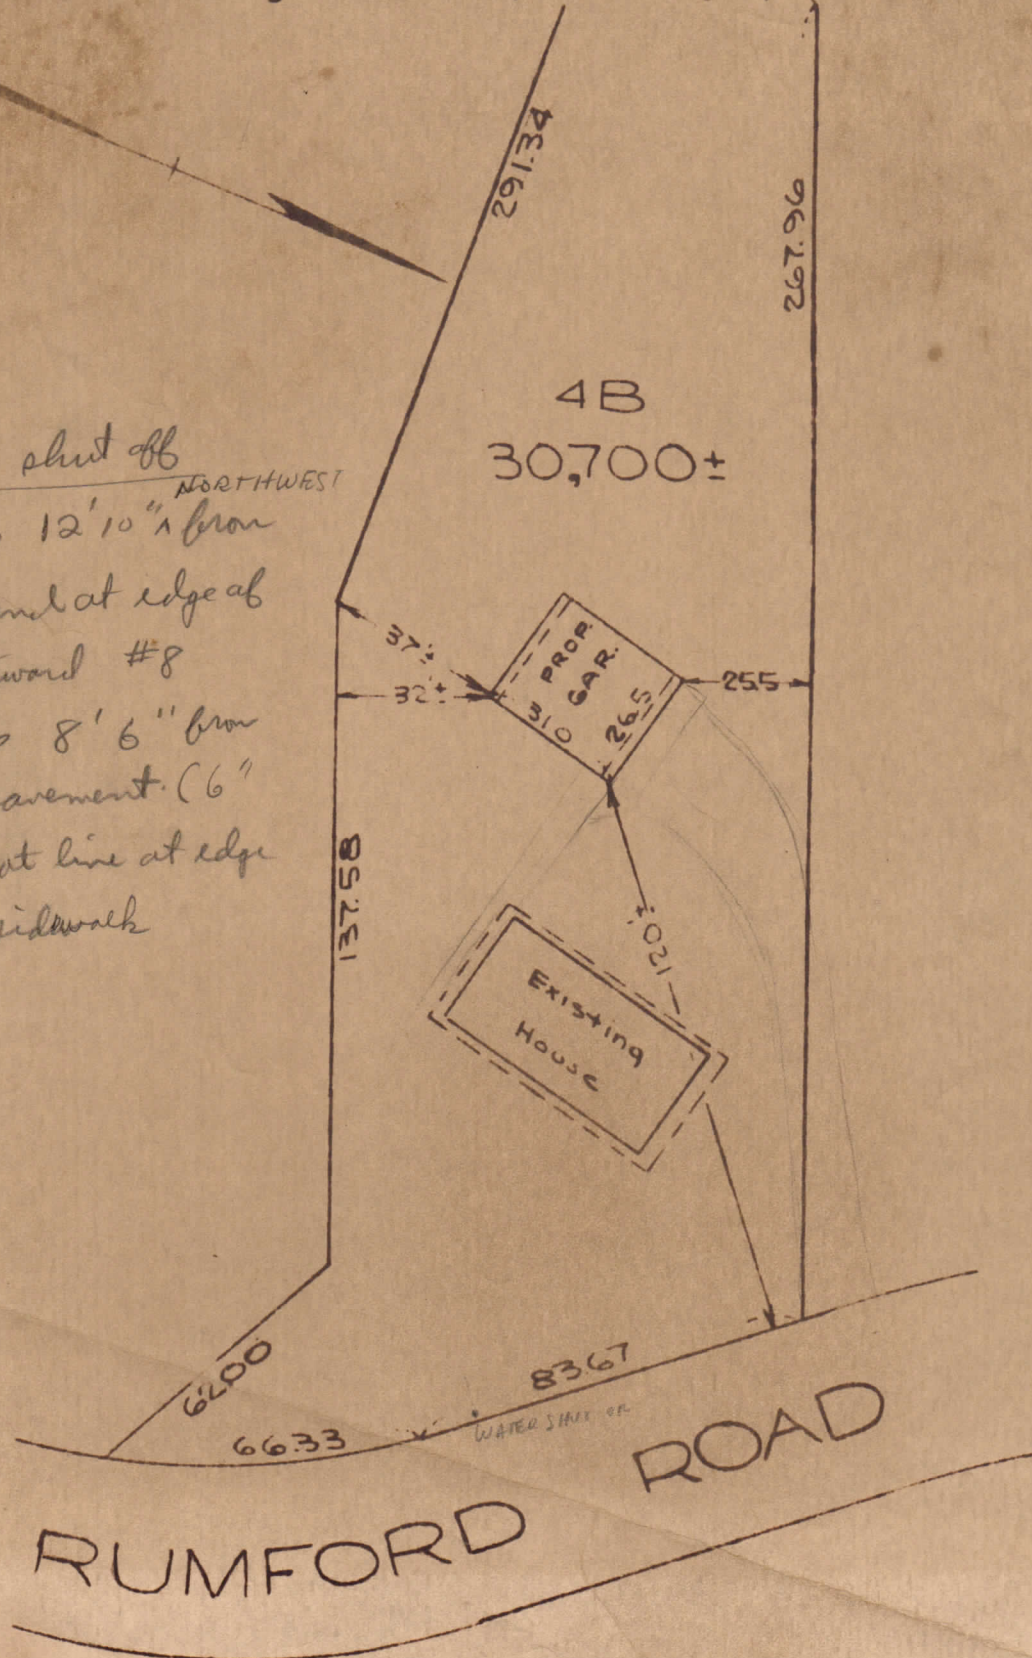 291.34
267.96
4B
30,700±
shut off
NORTHWEST
12'10" ʌ from
at edge of
#8
8' 6" from
(6"
line at edge
sidewalk
37±
32±
PROP.
GAR.
31.0
26.5
25.5
137.58
120±
Existing
House
62.00
66.33
83.67
WATER SHUT
RUMFORD ROAD